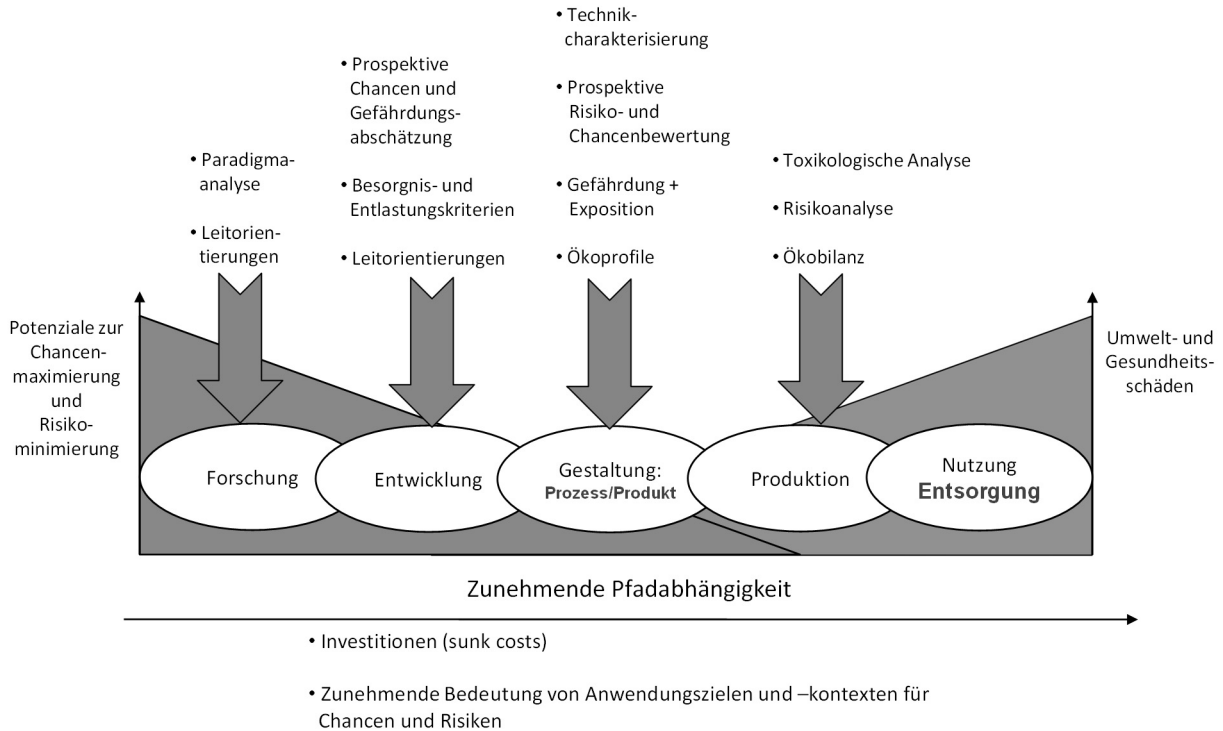 • Technik-
charakterisierung
• Prospektive
Risiko- und
Chancenbewertung
• Gefährdung +
Exposition
• Ökoprofile
• Prospektive
Chancen und
Gefährdungs-
abschätzung
• Besorgnis- und
Entlastungskriterien
• Leitorientierungen
• Paradigma-
analyse
• Leitorien-
tierungen
• Toxikologische Analyse
• Risikoanalyse
• Ökobilanz
Potenziale zur
Chancen-
maximierung
und
Risiko-
minimierung
Umwelt- und
Gesundheits-
schäden
Forschung
Entwicklung
Gestaltung:
Prozess/Produkt
Produktion
Nutzung
Entsorgung
Zunehmende Pfadabhängigkeit
• Investitionen (sunk costs)
• Zunehmende Bedeutung von Anwendungszielen und –kontexten für
Chancen und Risiken